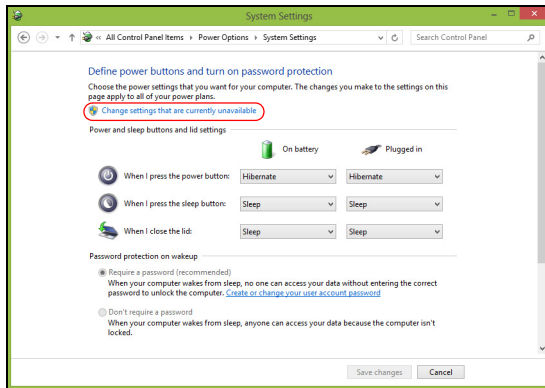 System Settings
« All Control Panel Items › Power Options › System Settings
Search Control Panel
Define power buttons and turn on password protection
Choose the power settings that you want for your computer. The changes you make to the settings on this
page apply to all of your power plans.
Change settings that are currently unavailable
Power and sleep buttons and lid settings
On battery Plugged in
When I press the power button: Hibernate Hibernate
When I press the sleep button: Sleep Sleep
When I close the lid: Sleep Sleep
Password protection on wakeup
Require a password (recommended)
When your computer wakes from sleep, no one can access your data without entering the correct
password to unlock the computer. Create or change your user account password
Don't require a password
When your computer wakes from sleep, anyone can access your data because the computer isn't
locked.
Save changes Cancel